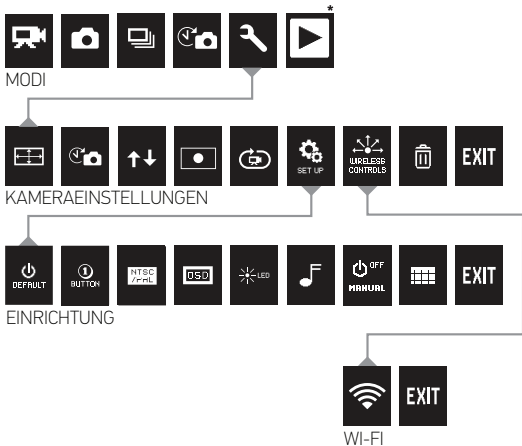 *
MODI
SET UP
WIRELESS CONTROLS
EXIT
KAMERAEINSTELLUNGEN
DEFAULT
1 BUTTON
NTSC /PAL
OSD
LED
OFF MANUAL
EXIT
EINRICHTUNG
EXIT
WI-FI